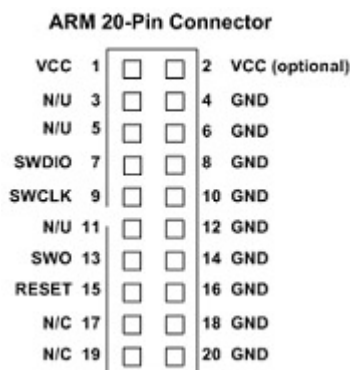 ARM 20-Pin Connector
VCC 1 2 VCC (optional)
N/U 3 4 GND
N/U 5 6 GND
SWDIO 7 8 GND
SWCLK 9 10 GND
N/U 11 12 GND
SWO 13 14 GND
RESET 15 16 GND
N/C 17 18 GND
N/C 19 20 GND